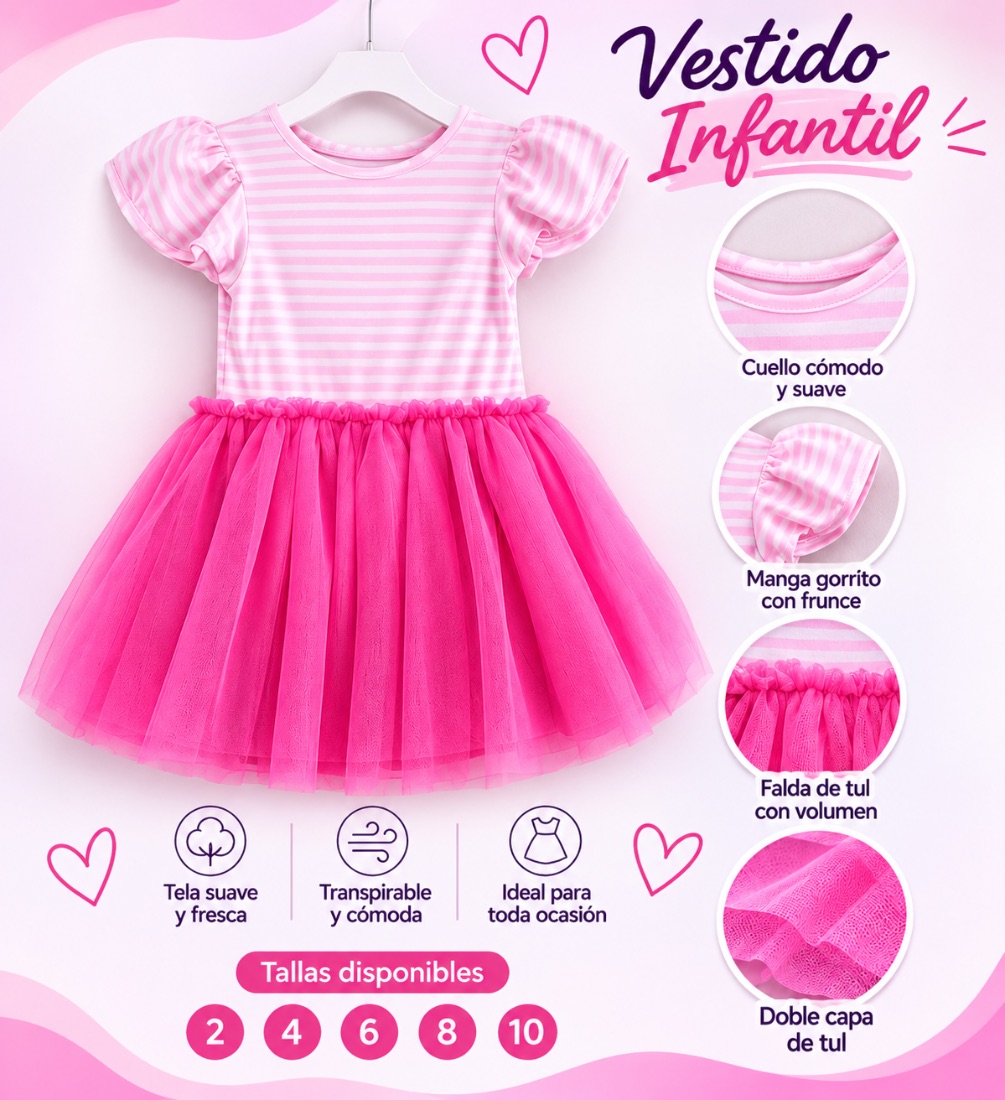 Vestido
Infantil
Cuello cómodo
y suave
Manga gorrito
con frunce
Falda de tul
con volumen
Doble capa
de tul
Tela suave
y fresca
Transpirable
y cómoda
Ideal para
toda ocasión
Tallas disponibles
2 4 6 8 10